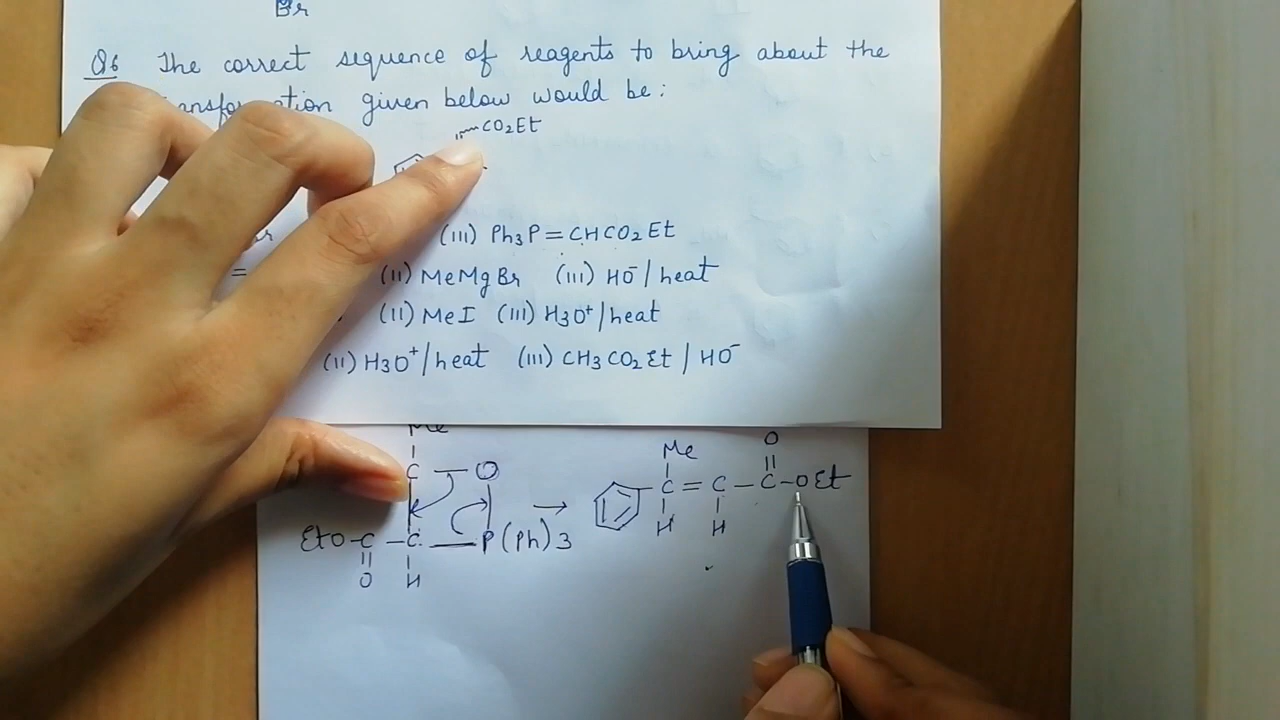 Br
Q6 The correct sequence of reagents to bring about the
given below would be:
CO2Et
(III) Ph3P=CHCO2Et
= (II) MeMgBr (III) HO⁻/heat
(II) MeI (III) H3O⁺/heat
(II) H3O⁺/heat (III) CH3CO2Et / HO⁻
Me
C — O
EtO-C-C — P(Ph)3 →
O H
Me O
C=C-C-OEt
H H